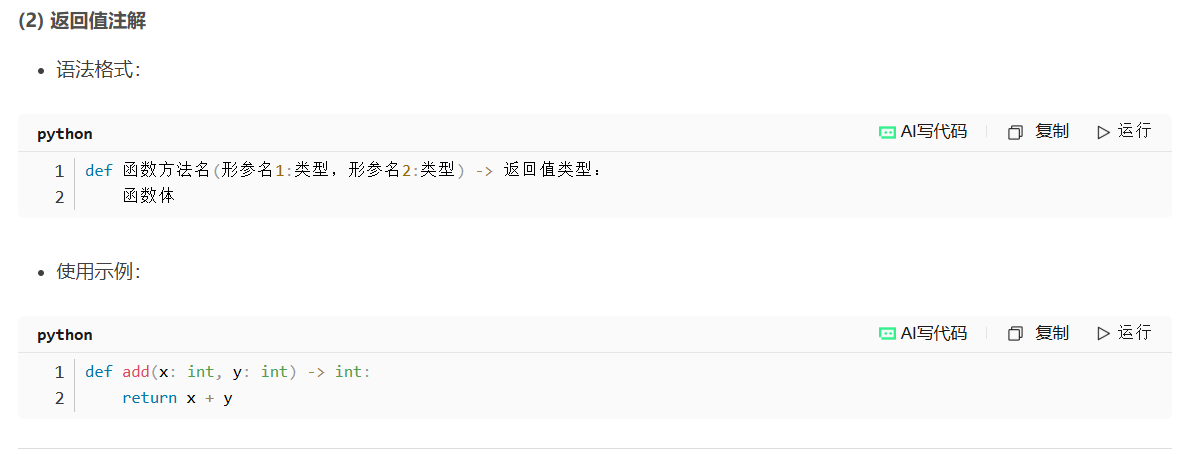 (2) 返回值注解
• 语法格式：
python AI写代码 复制 运行
1 def 函数方法名(形参名1:类型, 形参名2:类型) -> 返回值类型：
2     函数体
• 使用示例：
python AI写代码 复制 运行
1 def add(x: int, y: int) -> int:
2     return x + y